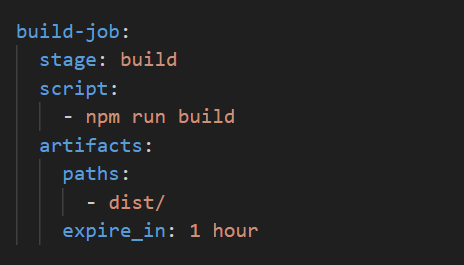 build-job:
  stage: build
  script:
    - npm run build
  artifacts:
    paths:
      - dist/
    expire_in: 1 hour